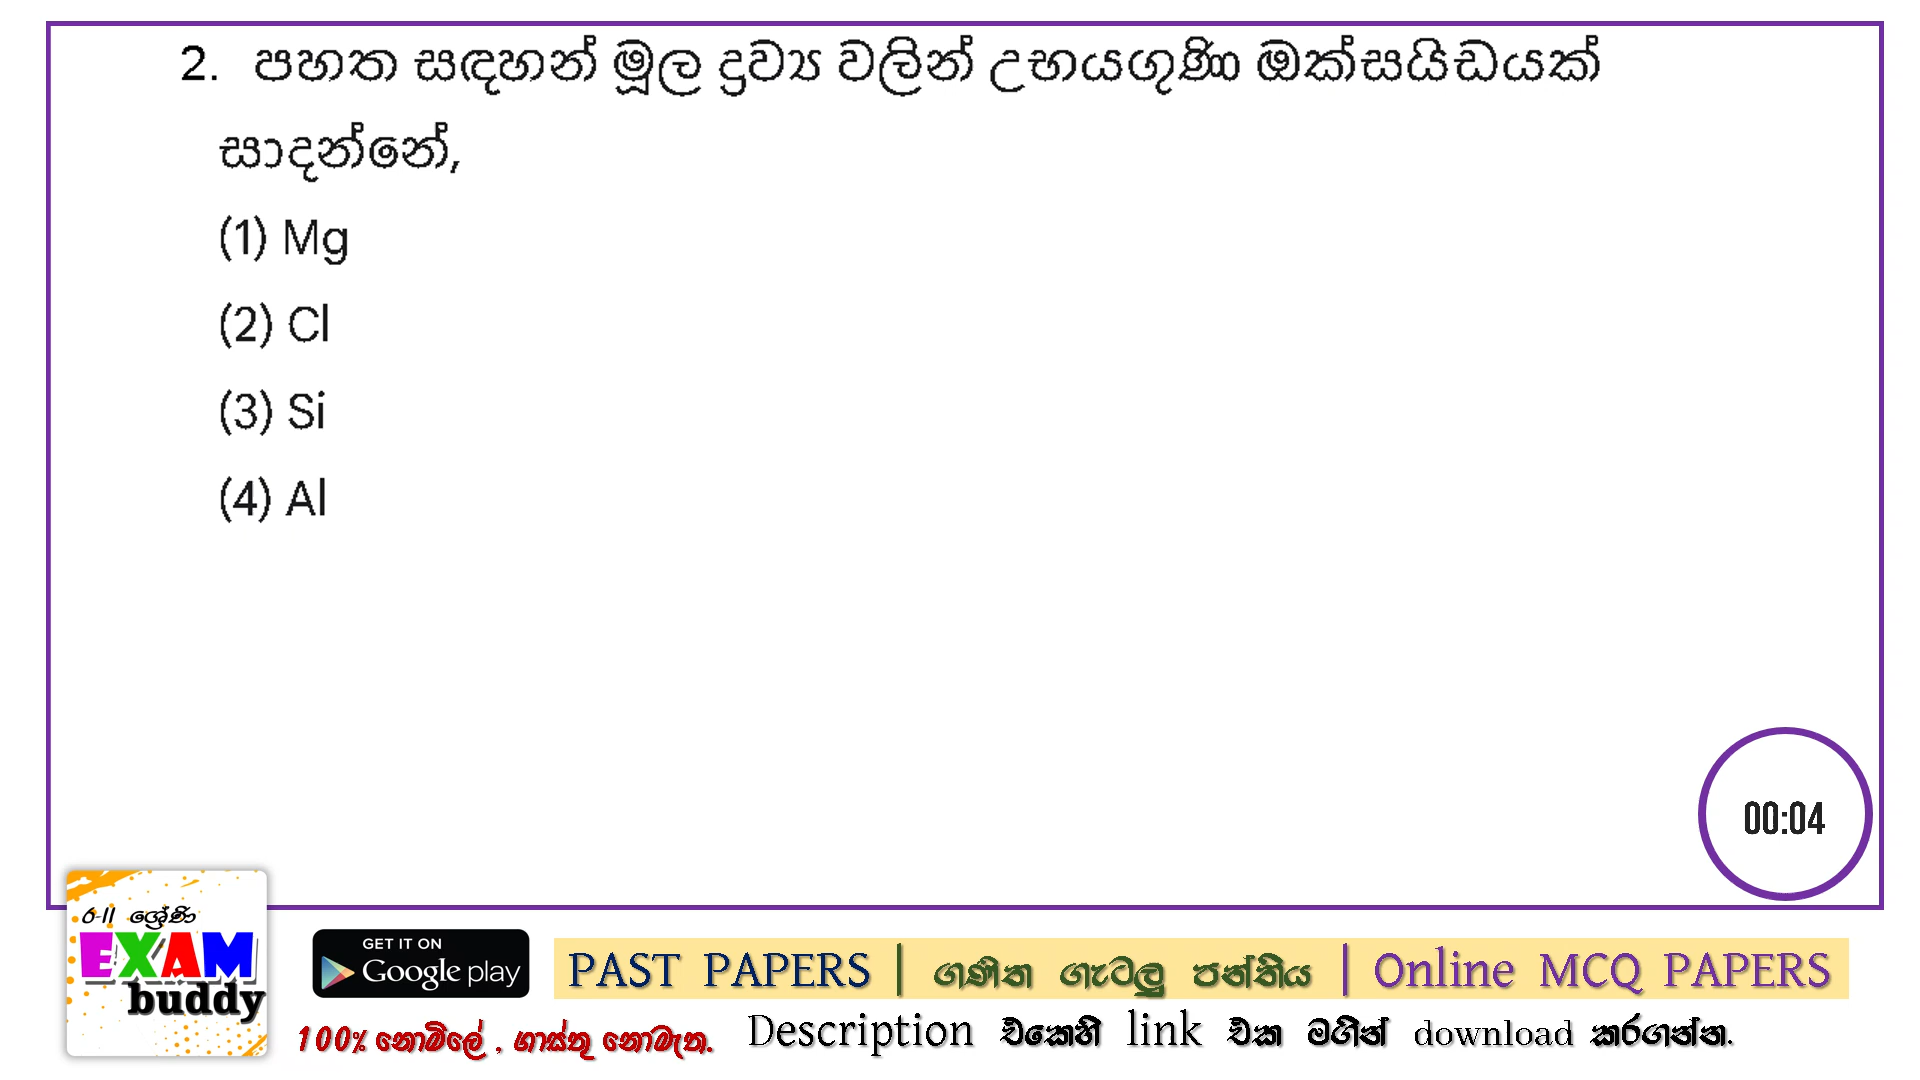 2. පහත සඳහන් මූල ද්‍රව්‍ය වලින් උභයගුණි ඔක්සයිඩයක්
සාදන්නේ,
(1) Mg
(2) Cl
(3) Si
(4) Al
00:04
6-11 ශ්‍රේණි
EXAM
buddy
GET IT ON
Google play
PAST PAPERS | ගණිත ගැටලු පන්තිය | Online MCQ PAPERS
100% නොමිලේ , ගාස්තු නොමැත.
Description එකෙහි link එක මගින් download කරගන්න.